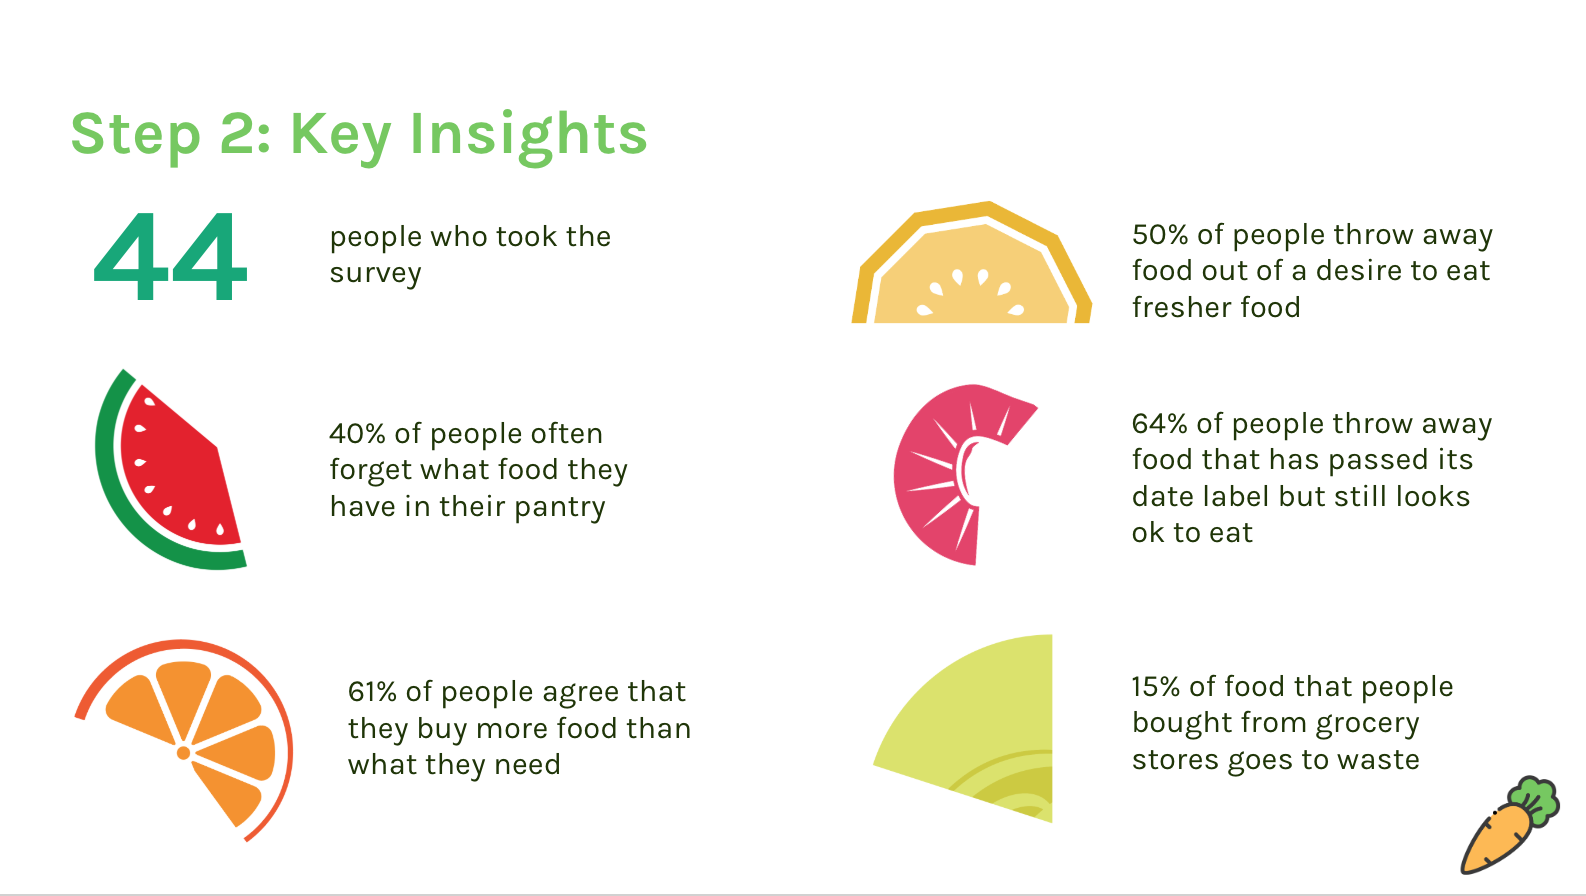 Step 2: Key Insights
44
people who took the
survey
40% of people often
forget what food they
have in their pantry
61% of people agree that
they buy more food than
what they need
50% of people throw away
food out of a desire to eat
fresher food
64% of people throw away
food that has passed its
date label but still looks
ok to eat
15% of food that people
bought from grocery
stores goes to waste